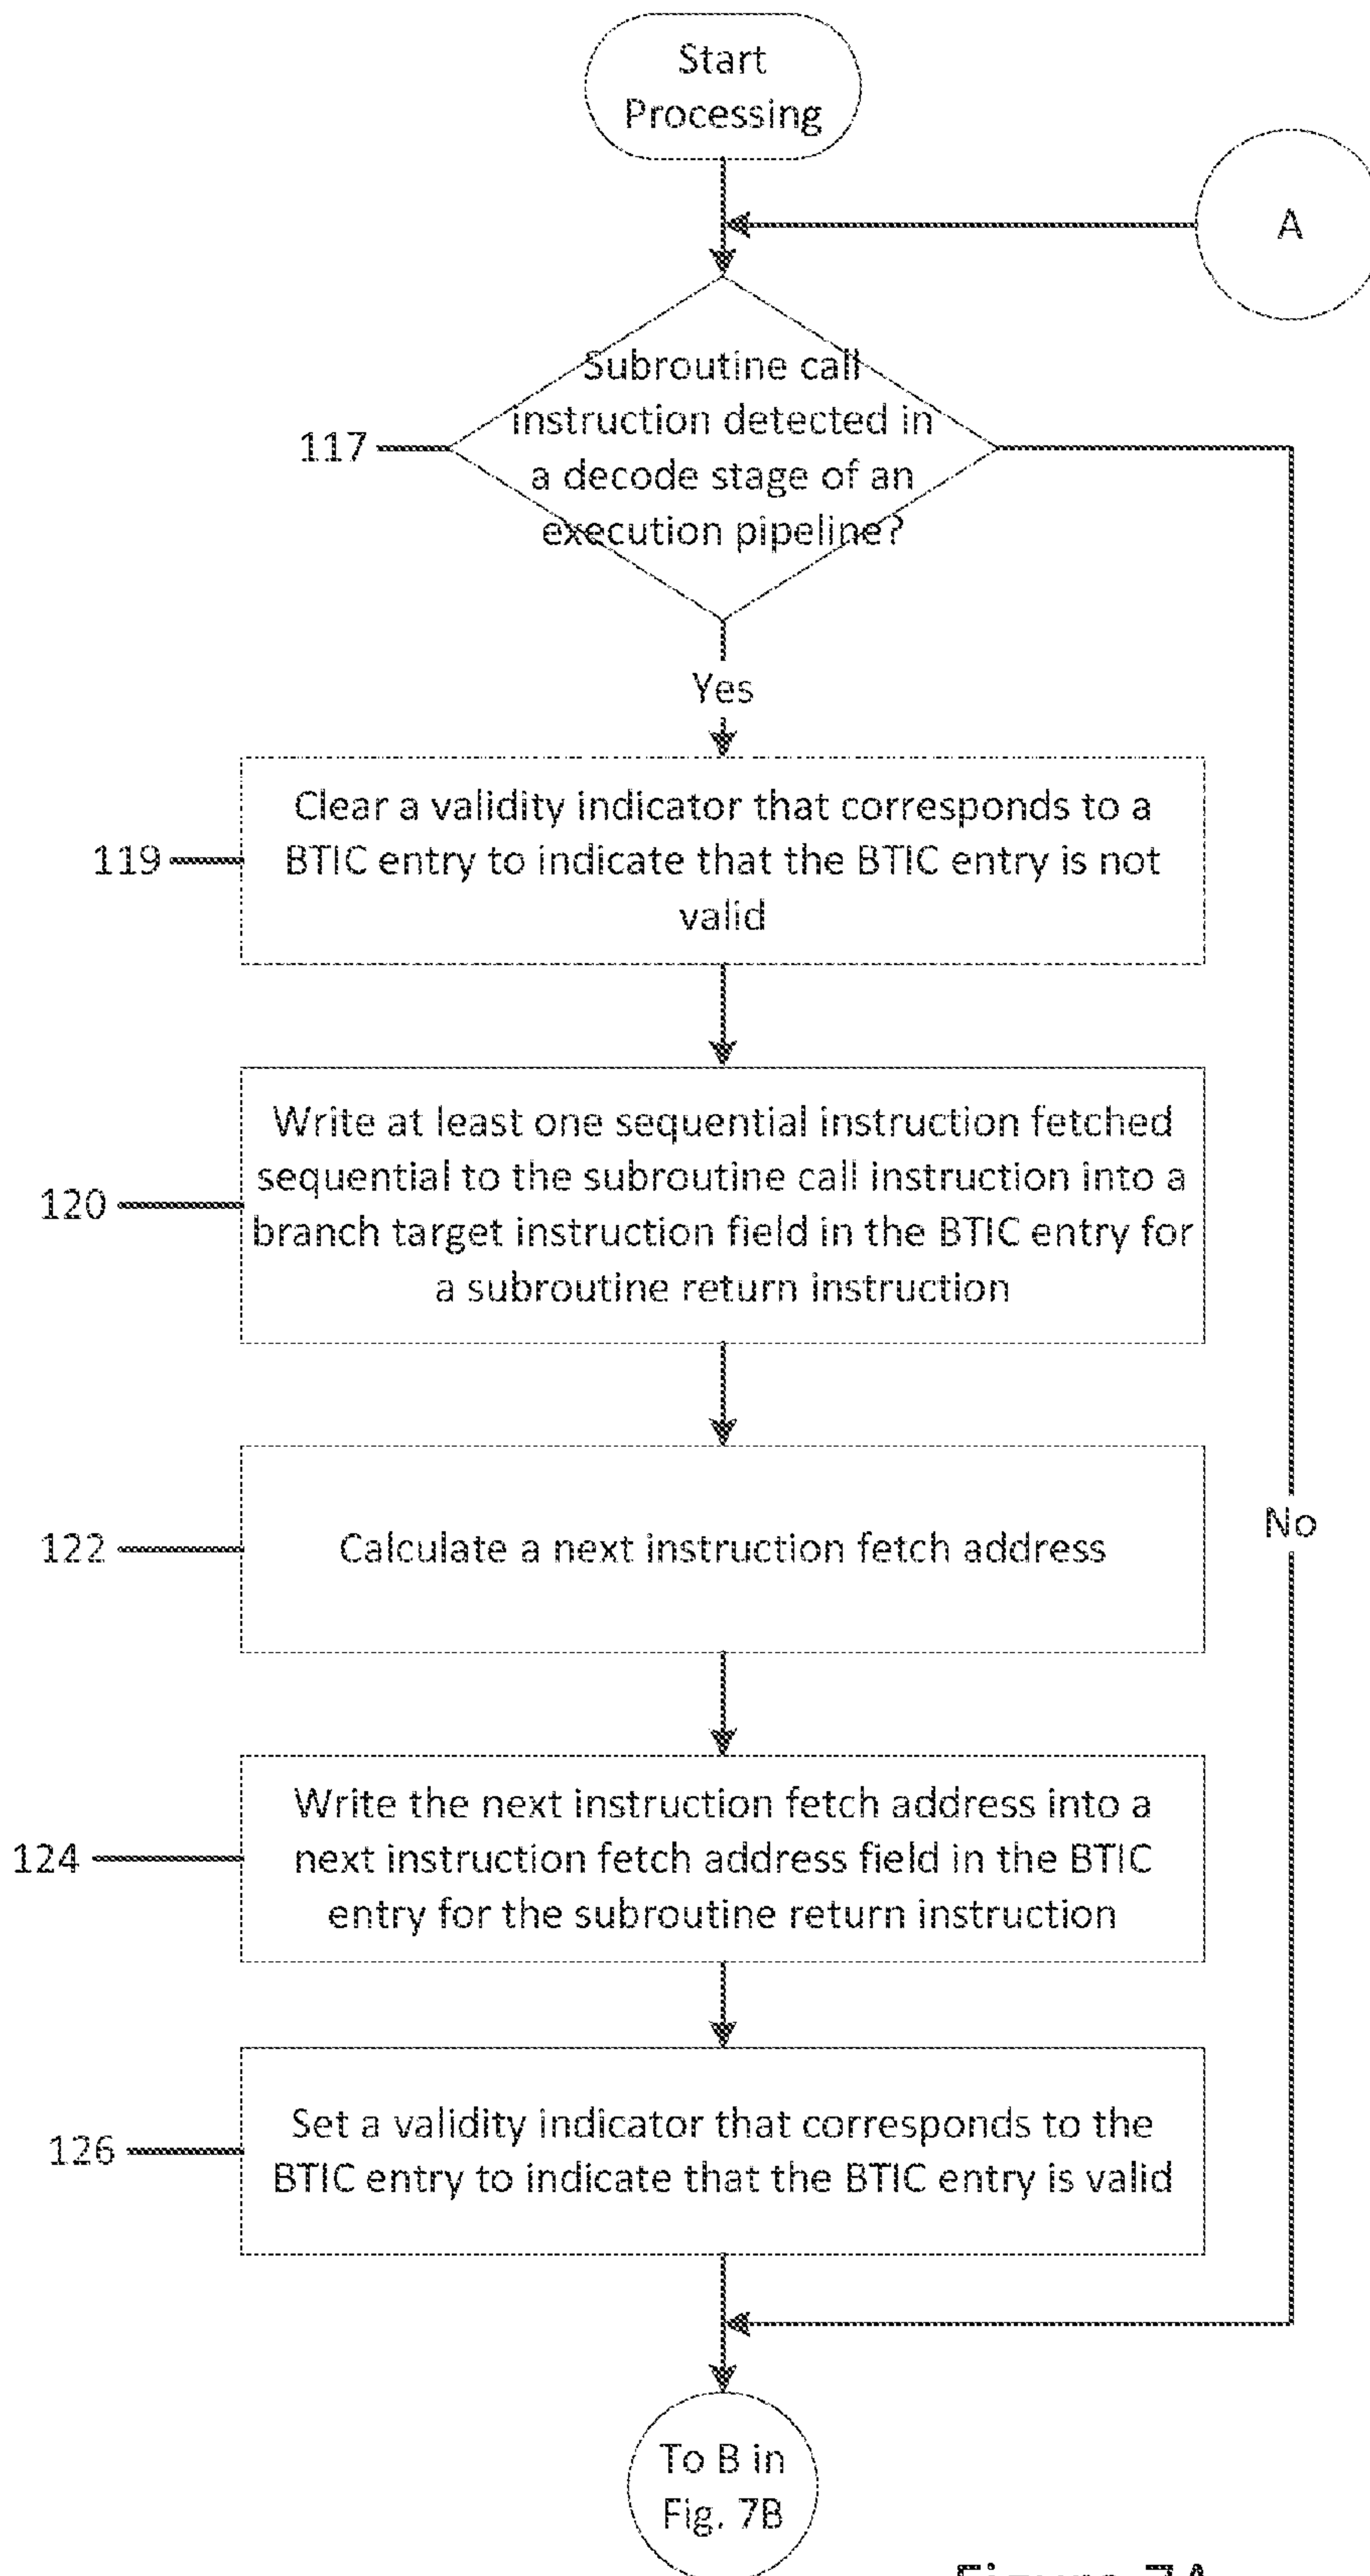 Start
Processing
A
Subroutine call
instruction detected in
a decode stage of an
execution pipeline?
117
Yes
Clear a validity indicator that corresponds to a
BTIC entry to indicate that the BTIC entry is not
valid
119
Write at least one sequential instruction fetched
sequential to the subroutine call instruction into a
branch target instruction field in the BTIC entry for
a subroutine return instruction
120
Calculate a next instruction fetch address
122
No
Write the next instruction fetch address into a
next instruction fetch address field in the BTIC
entry for the subroutine return instruction
124
Set a validity indicator that corresponds to the
BTIC entry to indicate that the BTIC entry is valid
126
To B in
Fig. 7B
Figure 7A